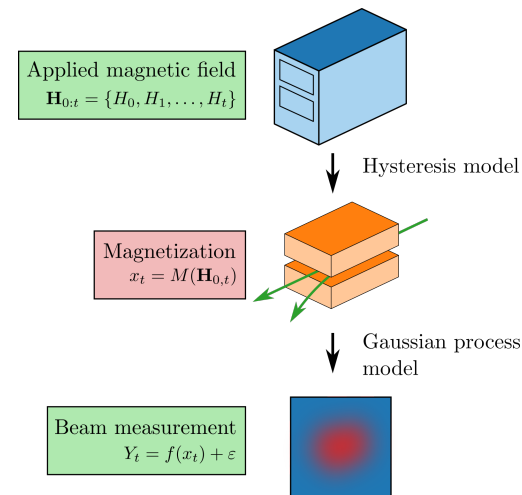 Applied magnetic field
𝐇₀:ₜ = {H₀, H₁, . . . , Hₜ}
Hysteresis model
Magnetization
xₜ = M(𝐇₀,ₜ)
Gaussian process
model
Beam measurement
Yₜ = f(xₜ) + ε